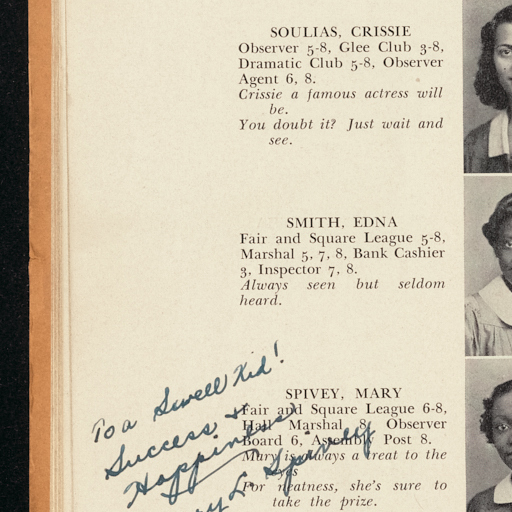 SOULIAS, CRISSIE
Observer 5-8, Glee Club 3-8,
Dramatic Club 5-8, Observer
Agent 6, 8.
Crissie a famous actress will
be.
You doubt it? Just wait and
see.
SMITH, EDNA
Fair and Square League 5-8,
Marshal 5, 7, 8, Bank Cashier
3, Inspector 7, 8.
Always seen but seldom
heard.
SPIVEY, MARY
Fair and Square League 6-8,
Hall Marshal 8, Observer
Board 6, Assembly Post 8.
Mary is always a treat to the
eyes
For neatness, she's sure to
take the prize.
To a Swell Kid!
Success &
Happiness
L. Spivey